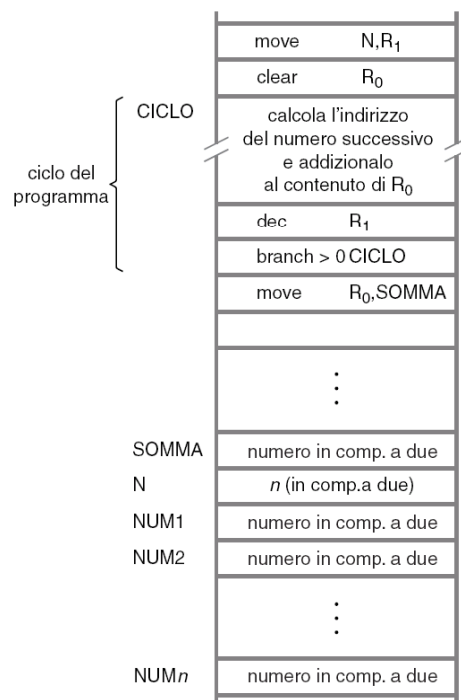 move N,R1
clear R0
CICLO
calcola l'indirizzo
del numero successivo
e addizionalo
al contenuto di R0
ciclo del
programma
dec R1
branch > 0 CICLO
move R0,SOMMA
⋮
SOMMA numero in comp. a due
N n (in comp.a due)
NUM1 numero in comp. a due
NUM2 numero in comp. a due
⋮
NUMn numero in comp. a due